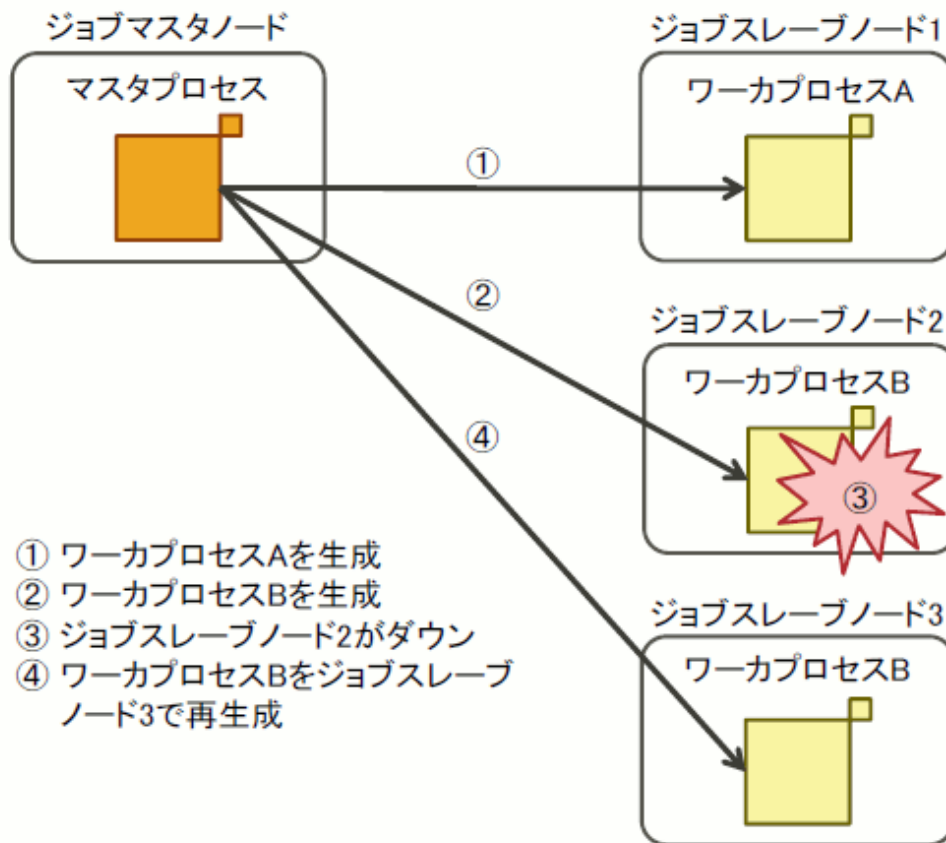 ジョブマスタノード
マスタプロセス
ジョブスレーブノード1
ワーカプロセスA
①
②
ジョブスレーブノード2
ワーカプロセスB
③
④
① ワーカプロセスAを生成
② ワーカプロセスBを生成
③ ジョブスレーブノード2がダウン
④ ワーカプロセスBをジョブスレーブ
ノード3で再生成
ジョブスレーブノード3
ワーカプロセスB